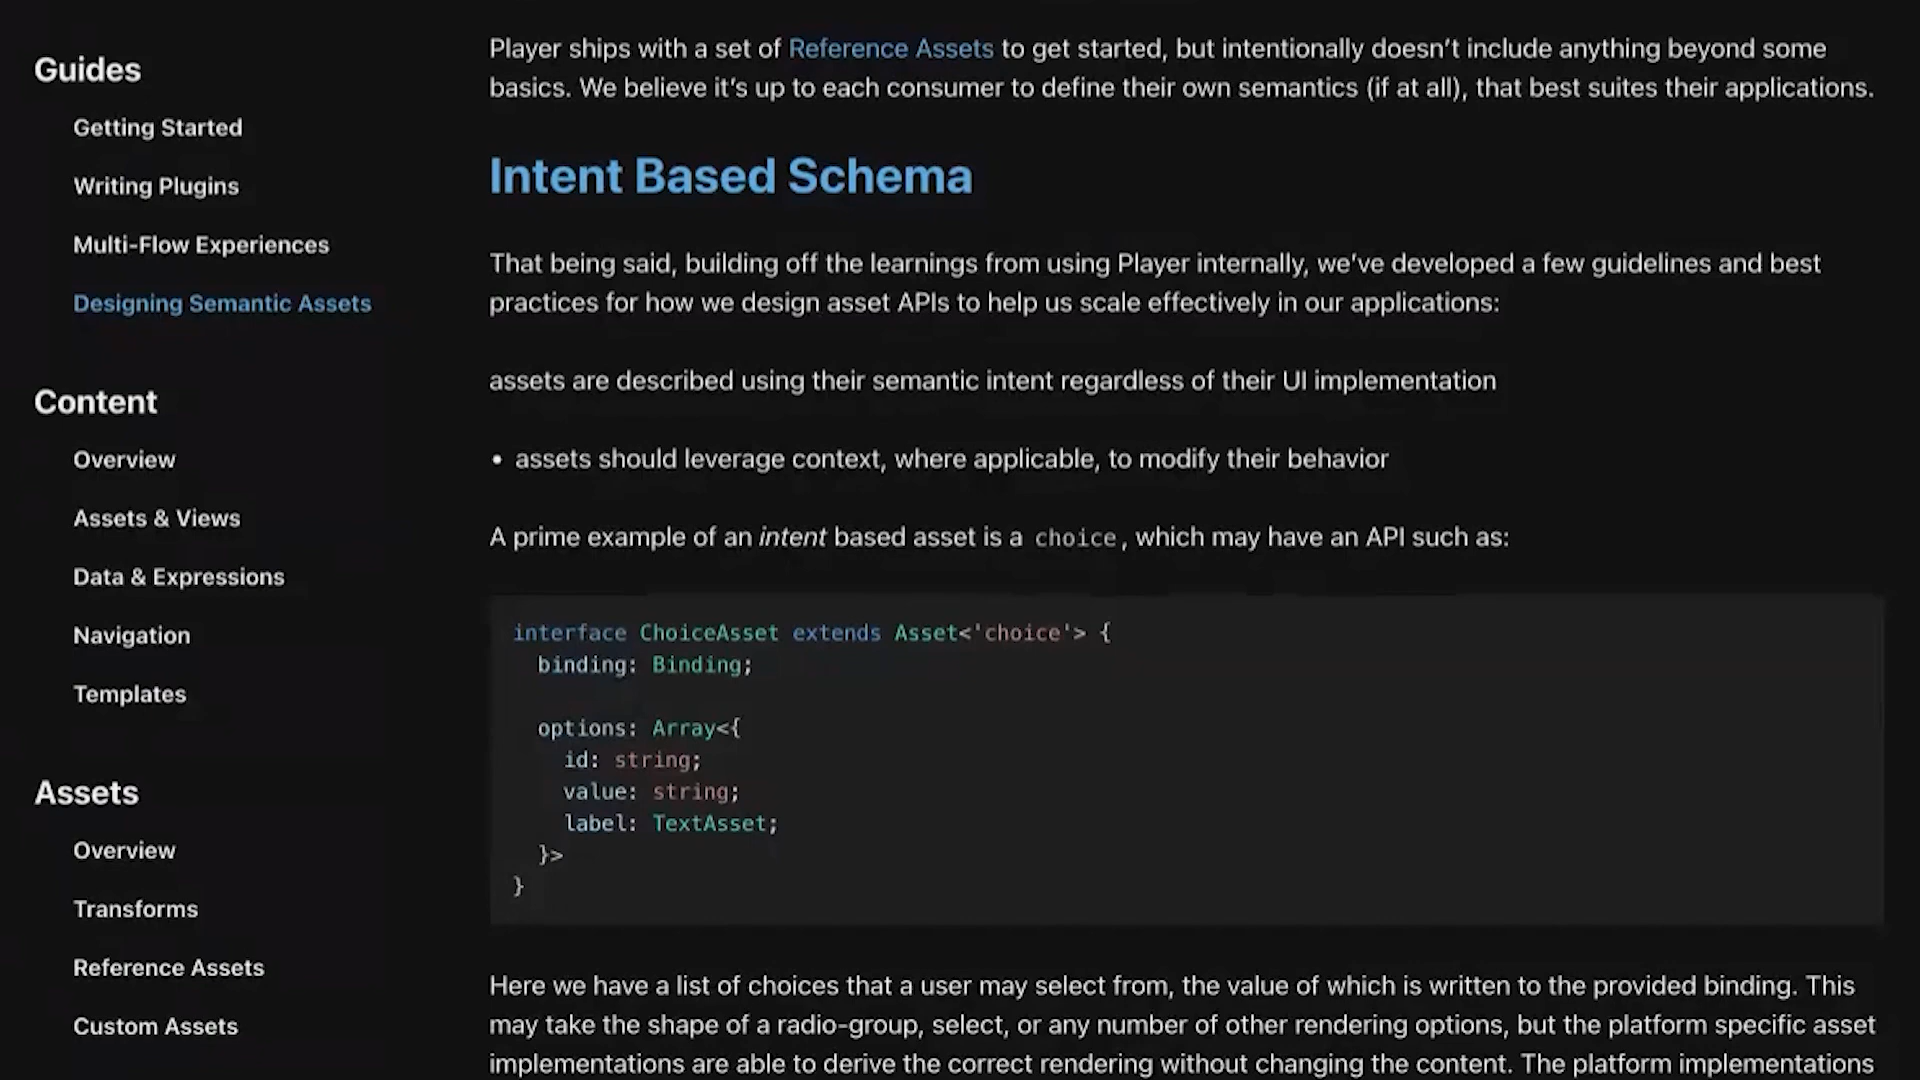 Guides
Getting Started
Writing Plugins
Multi-Flow Experiences
Designing Semantic Assets
Content
Overview
Assets & Views
Data & Expressions
Navigation
Templates
Assets
Overview
Transforms
Reference Assets
Custom Assets
Player ships with a set of Reference Assets to get started, but intentionally doesn’t include anything beyond some
basics. We believe it’s up to each consumer to define their own semantics (if at all), that best suites their applications.
Intent Based Schema
That being said, building off the learnings from using Player internally, we’ve developed a few guidelines and best
practices for how we design asset APIs to help us scale effectively in our applications:
assets are described using their semantic intent regardless of their UI implementation
• assets should leverage context, where applicable, to modify their behavior
A prime example of an intent based asset is a choice, which may have an API such as:
interface ChoiceAsset extends Asset<'choice'> {
binding: Binding;
options: Array<{
id: string;
value: string;
label: TextAsset;
}>
}
Here we have a list of choices that a user may select from, the value of which is written to the provided binding. This
may take the shape of a radio-group, select, or any number of other rendering options, but the platform specific asset
implementations are able to derive the correct rendering without changing the content. The platform implementations